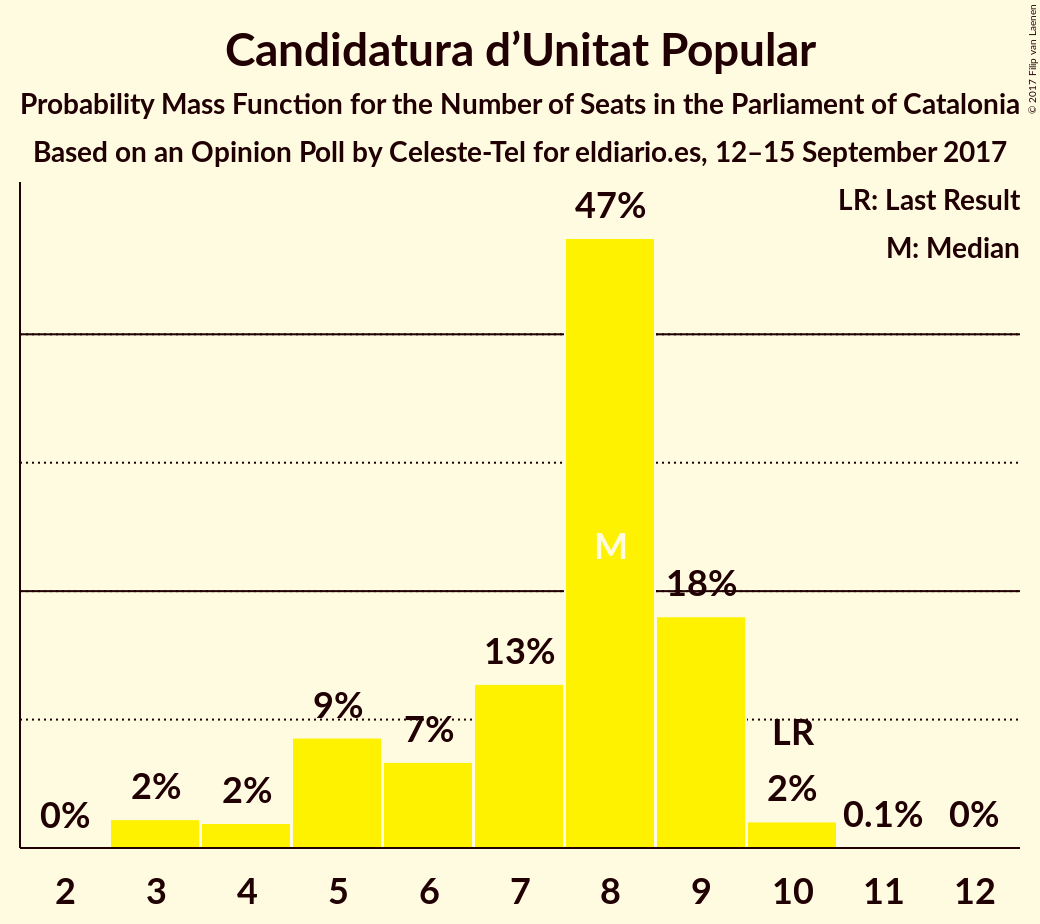 Candidatura d’Unitat Popular
Probability Mass Function for the Number of Seats in the Parliament of Catalonia
Based on an Opinion Poll by Celeste-Tel for eldiario.es, 12–15 September 2017
© 2017 Filip van Laenen
LR: Last Result
M: Median
47%
M
18%
13%
9%
7%
LR
2%
2%
2%
0%
0.1%
0%
2 3 4 5 6 7 8 9 10 11 12